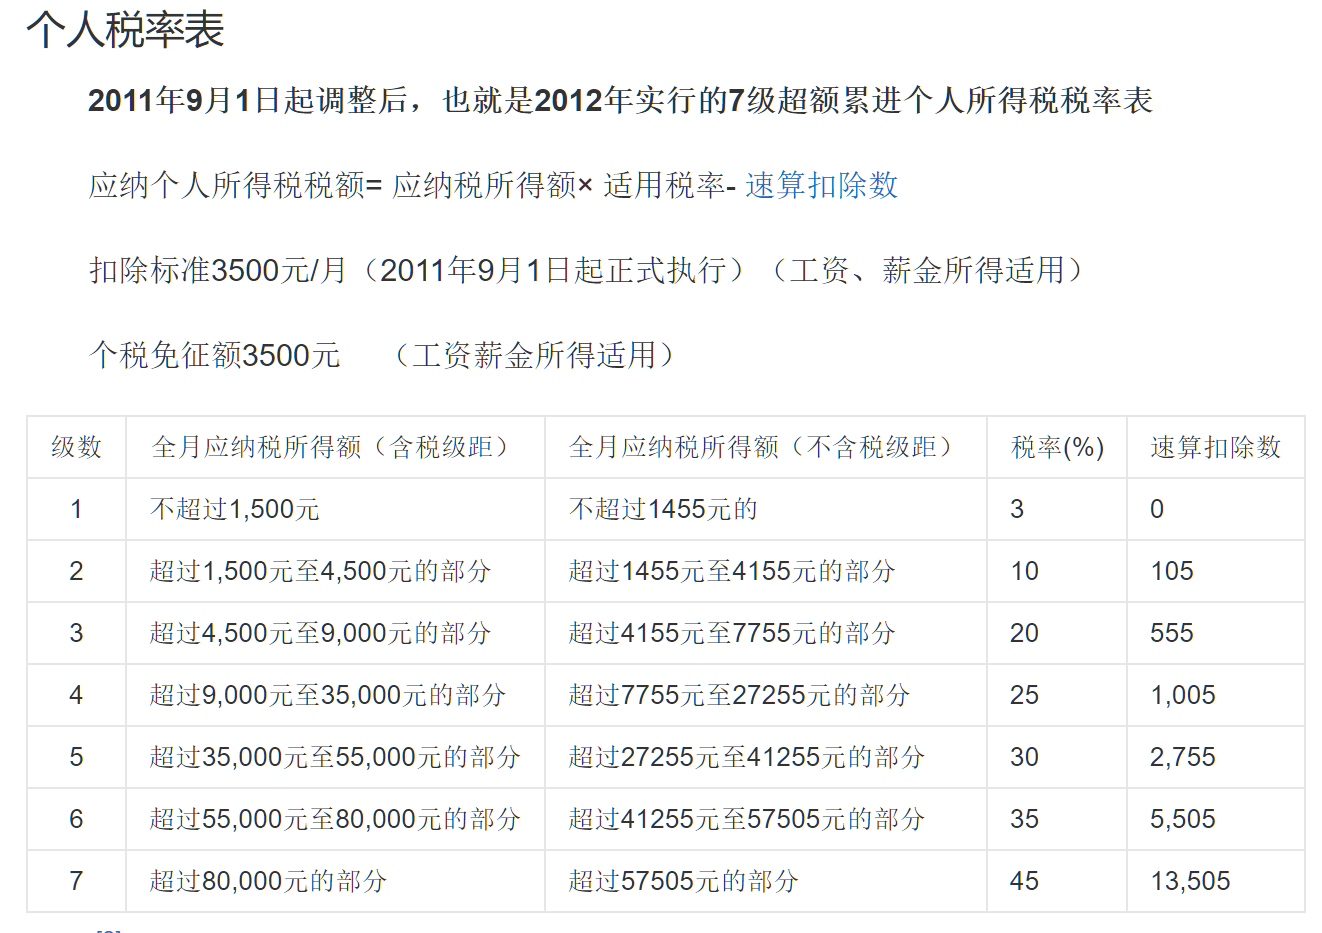 个人税率表
2011年9月1日起调整后，也就是2012年实行的7级超额累进个人所得税税率表
应纳个人所得税税额= 应纳税所得额× 适用税率- 速算扣除数
扣除标准3500元/月（2011年9月1日起正式执行）（工资、薪金所得适用）
个税免征额3500元 （工资薪金所得适用）
级数 全月应纳税所得额（含税级距） 全月应纳税所得额（不含税级距） 税率(%) 速算扣除数
1 不超过1,500元 不超过1455元的 3 0
2 超过1,500元至4,500元的部分 超过1455元至4155元的部分 10 105
3 超过4,500元至9,000元的部分 超过4155元至7755元的部分 20 555
4 超过9,000元至35,000元的部分 超过7755元至27255元的部分 25 1,005
5 超过35,000元至55,000元的部分 超过27255元至41255元的部分 30 2,755
6 超过55,000元至80,000元的部分 超过41255元至57505元的部分 35 5,505
7 超过80,000元的部分 超过57505元的部分 45 13,505